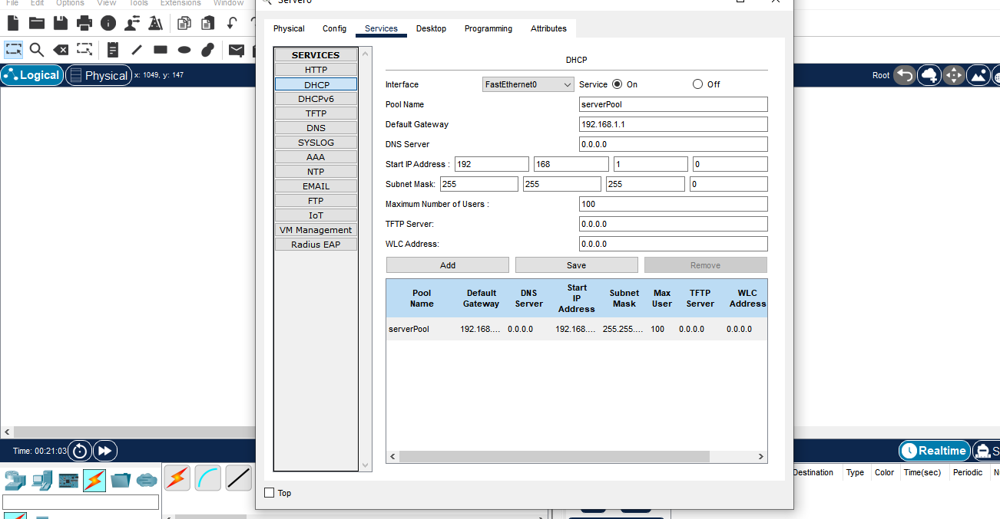 File Edit Options View Tools Extensions Window
Server0
Physical Config Services Desktop Programming Attributes
Logical Physical x: 1049, y: 147
Root
SERVICES
HTTP
DHCP
DHCPv6
TFTP
DNS
SYSLOG
AAA
NTP
EMAIL
FTP
IoT
VM Management
Radius EAP
DHCP
Interface FastEthernet0 Service On Off
Pool Name serverPool
Default Gateway 192.168.1.1
DNS Server 0.0.0.0
Start IP Address : 192 168 1 0
Subnet Mask: 255 255 255 0
Maximum Number of Users : 100
TFTP Server: 0.0.0.0
WLC Address: 0.0.0.0
Add Save Remove
Pool Name Default Gateway DNS Server Start IP Address Subnet Mask Max User TFTP Server WLC Address
serverPool 192.168.... 0.0.0.0 192.168.... 255.255.... 100 0.0.0.0 0.0.0.0
Top
Time: 00:21:03
Realtime S
Destination Type Color Time(sec) Periodic N